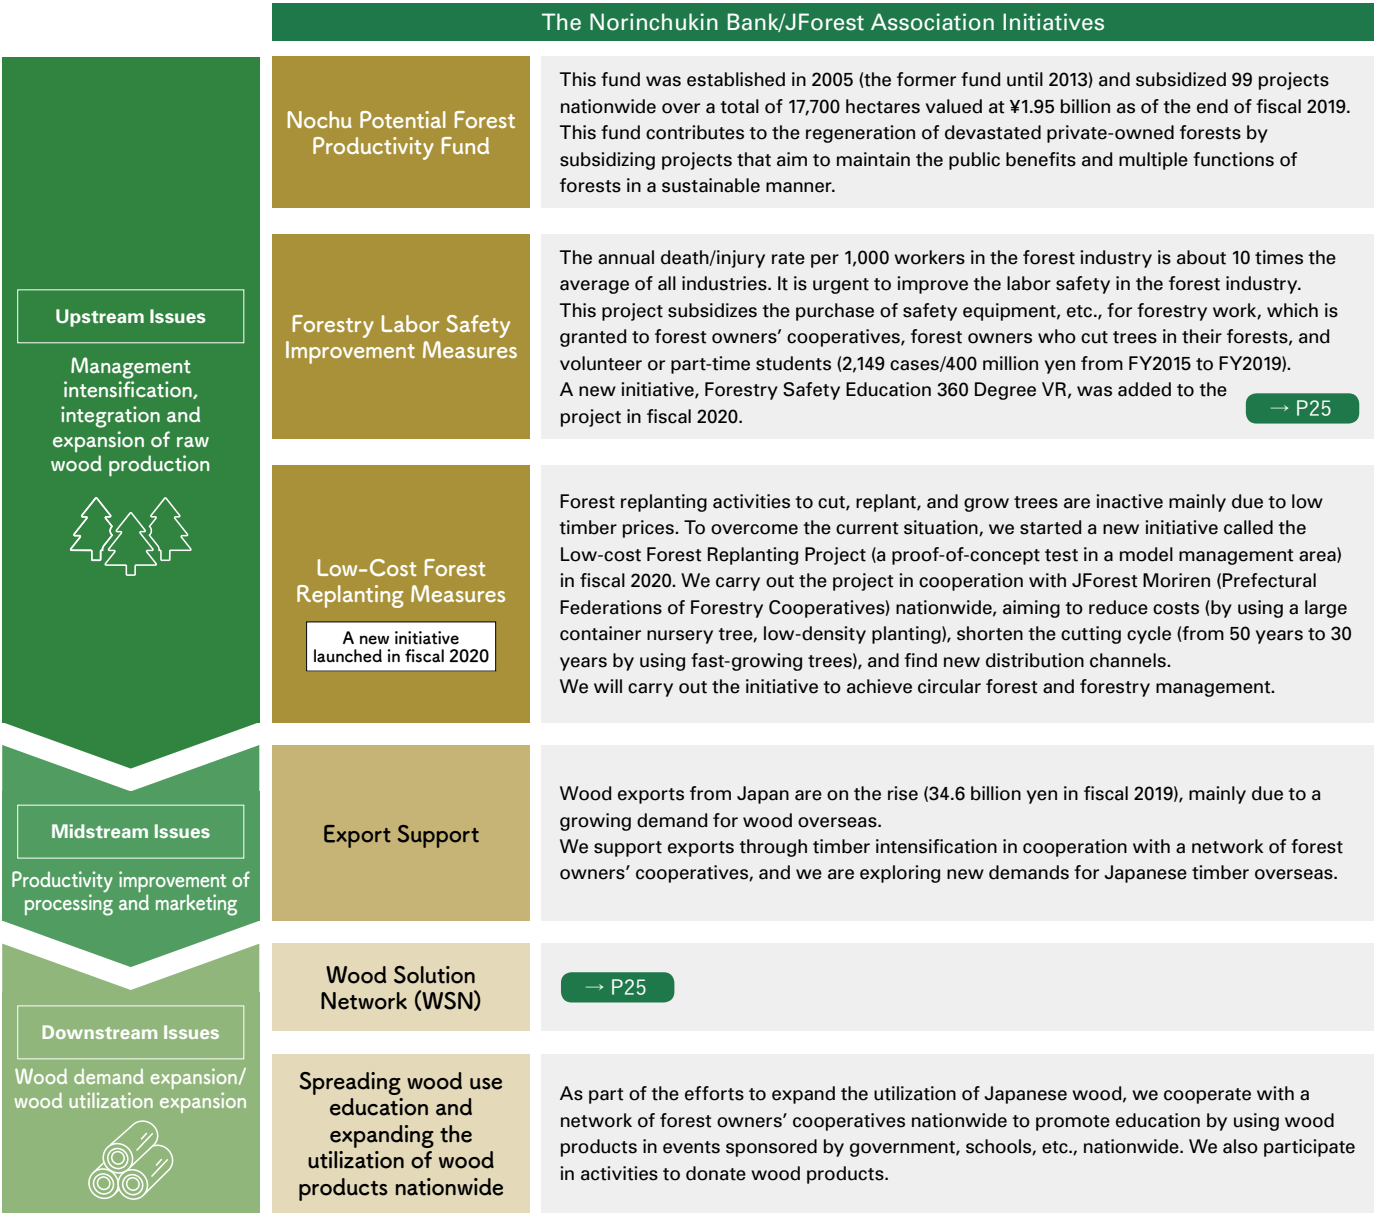 The Norinchukin Bank/JForest Association Initiatives
Upstream Issues
Management
intensification,
integration and
expansion of raw
wood production
Nochu Potential Forest
Productivity Fund
This fund was established in 2005 (the former fund until 2013) and subsidized 99 projects
nationwide over a total of 17,700 hectares valued at ¥1.95 billion as of the end of fiscal 2019.
This fund contributes to the regeneration of devastated private-owned forests by
subsidizing projects that aim to maintain the public benefits and multiple functions of
forests in a sustainable manner.
Forestry Labor Safety
Improvement Measures
The annual death/injury rate per 1,000 workers in the forest industry is about 10 times the
average of all industries. It is urgent to improve the labor safety in the forest industry.
This project subsidizes the purchase of safety equipment, etc., for forestry work, which is
granted to forest owners’ cooperatives, forest owners who cut trees in their forests, and
volunteer or part-time students (2,149 cases/400 million yen from FY2015 to FY2019).
A new initiative, Forestry Safety Education 360 Degree VR, was added to the
project in fiscal 2020.
→ P25
Low-Cost Forest
Replanting Measures
A new initiative
launched in fiscal 2020
Forest replanting activities to cut, replant, and grow trees are inactive mainly due to low
timber prices. To overcome the current situation, we started a new initiative called the
Low-cost Forest Replanting Project (a proof-of-concept test in a model management area)
in fiscal 2020. We carry out the project in cooperation with JForest Moriren (Prefectural
Federations of Forestry Cooperatives) nationwide, aiming to reduce costs (by using a large
container nursery tree, low-density planting), shorten the cutting cycle (from 50 years to 30
years by using fast-growing trees), and find new distribution channels.
We will carry out the initiative to achieve circular forest and forestry management.
Midstream Issues
Productivity improvement of
processing and marketing
Export Support
Wood exports from Japan are on the rise (34.6 billion yen in fiscal 2019), mainly due to a
growing demand for wood overseas.
We support exports through timber intensification in cooperation with a network of forest
owners’ cooperatives, and we are exploring new demands for Japanese timber overseas.
Downstream Issues
Wood demand expansion/
wood utilization expansion
Wood Solution
Network (WSN)
→ P25
Spreading wood use
education and
expanding the
utilization of wood
products nationwide
As part of the efforts to expand the utilization of Japanese wood, we cooperate with a
network of forest owners’ cooperatives nationwide to promote education by using wood
products in events sponsored by government, schools, etc., nationwide. We also participate
in activities to donate wood products.